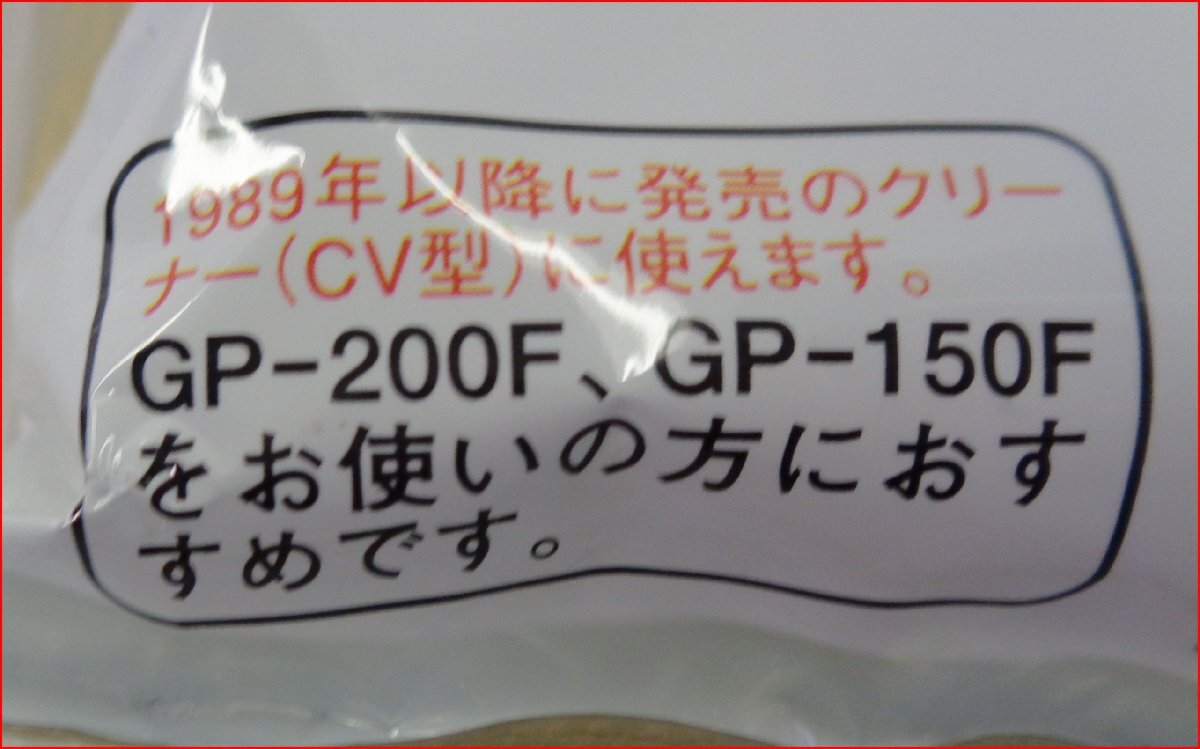 1989年以降に発売のクリー
ナー(CV型)に使えます。
GP-200F、GP-150F
をお使いの方におす
すめです。